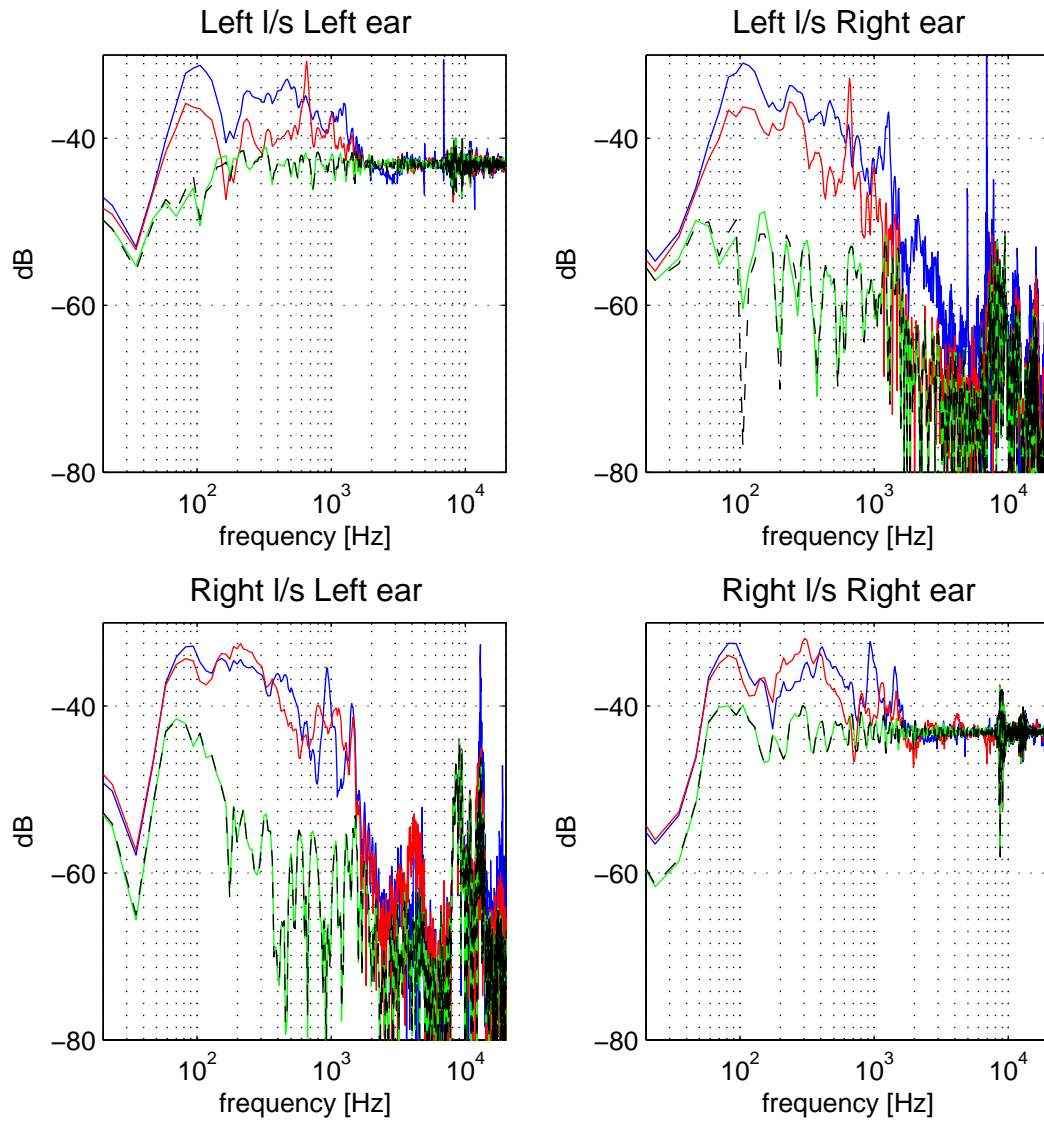 Left l/s Left ear
Left l/s Right ear
−40
−60
−80
dB
10^2
10^3
10^4
frequency [Hz]
−40
−60
−80
dB
10^2
10^3
10^4
frequency [Hz]
Right l/s Left ear
Right l/s Right ear
−40
−60
−80
dB
10^2
10^3
10^4
frequency [Hz]
−40
−60
−80
dB
10^2
10^3
10^4
frequency [Hz]